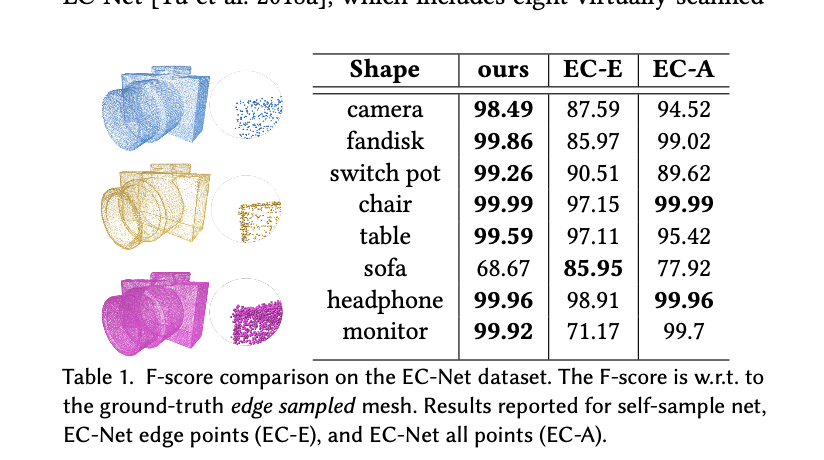 EC-Net [Yu et al. 2018a], which includes eight virtually scanned
Shape ours EC-E EC-A
camera 98.49 87.59 94.52
fandisk 99.86 85.97 99.02
switch pot 99.26 90.51 89.62
chair 99.99 97.15 99.99
table 99.59 97.11 95.42
sofa 68.67 85.95 77.92
headphone 99.96 98.91 99.96
monitor 99.92 71.17 99.7
Table 1. F-score comparison on the EC-Net dataset. The F-score is w.r.t. to
the ground-truth edge sampled mesh. Results reported for self-sample net,
EC-Net edge points (EC-E), and EC-Net all points (EC-A).